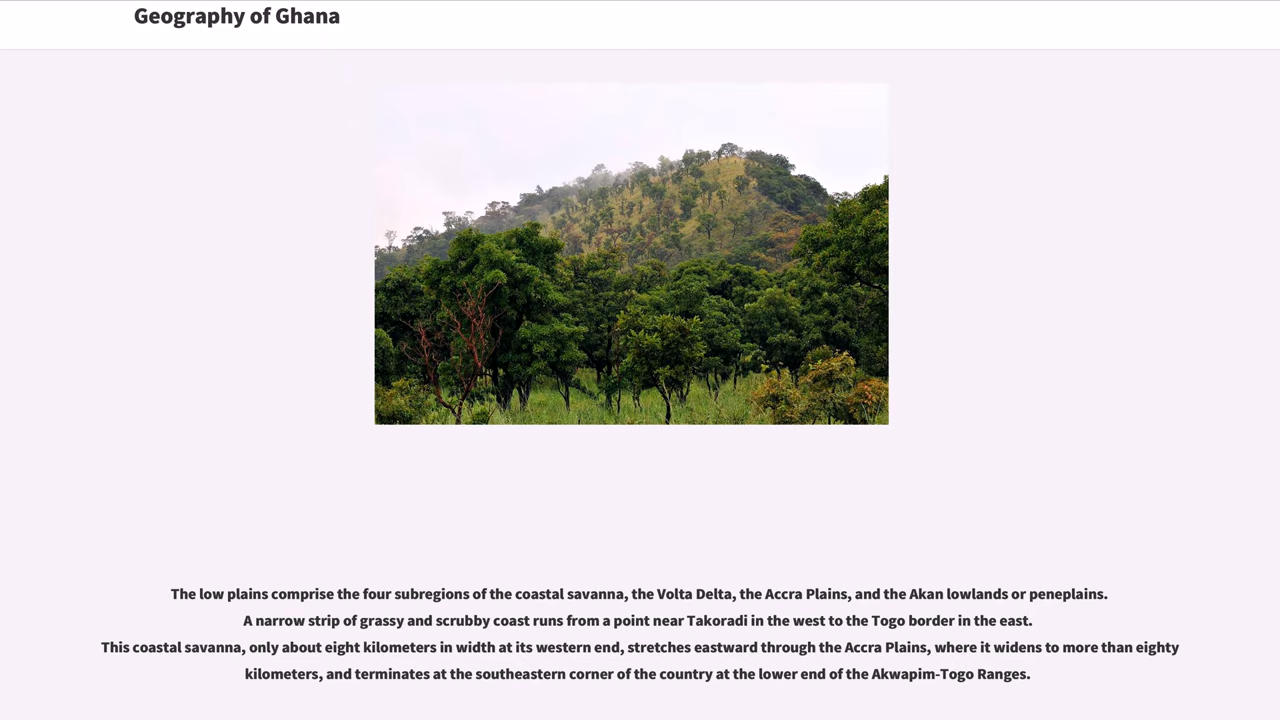 Geography of Ghana
The low plains comprise the four subregions of the coastal savanna, the Volta Delta, the Accra Plains, and the Akan lowlands or peneplains.
A narrow strip of grassy and scrubby coast runs from a point near Takoradi in the west to the Togo border in the east.
This coastal savanna, only about eight kilometers in width at its western end, stretches eastward through the Accra Plains, where it widens to more than eighty
kilometers, and terminates at the southeastern corner of the country at the lower end of the Akwapim-Togo Ranges.